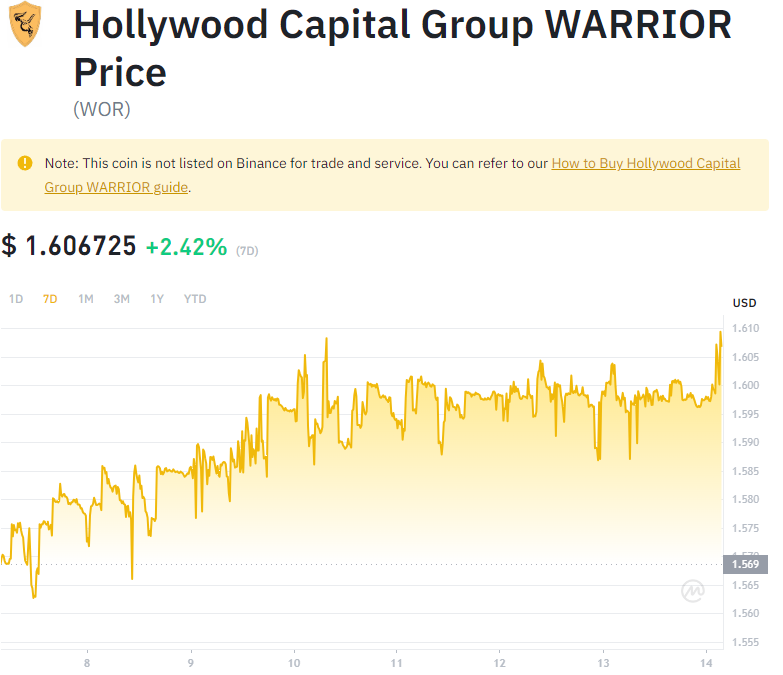 Hollywood Capital Group WARRIOR
Price
(WOR)
Note: This coin is not listed on Binance for trade and service. You can refer to our How to Buy Hollywood Capital
Group WARRIOR guide.
$ 1.606725 +2.42% (7D)
1D 7D 1M 3M 1Y YTD
USD
1.610
1.605
1.600
1.595
1.590
1.585
1.580
1.575
1.570
1.569
1.565
1.560
1.555
8 9 10 11 12 13 14